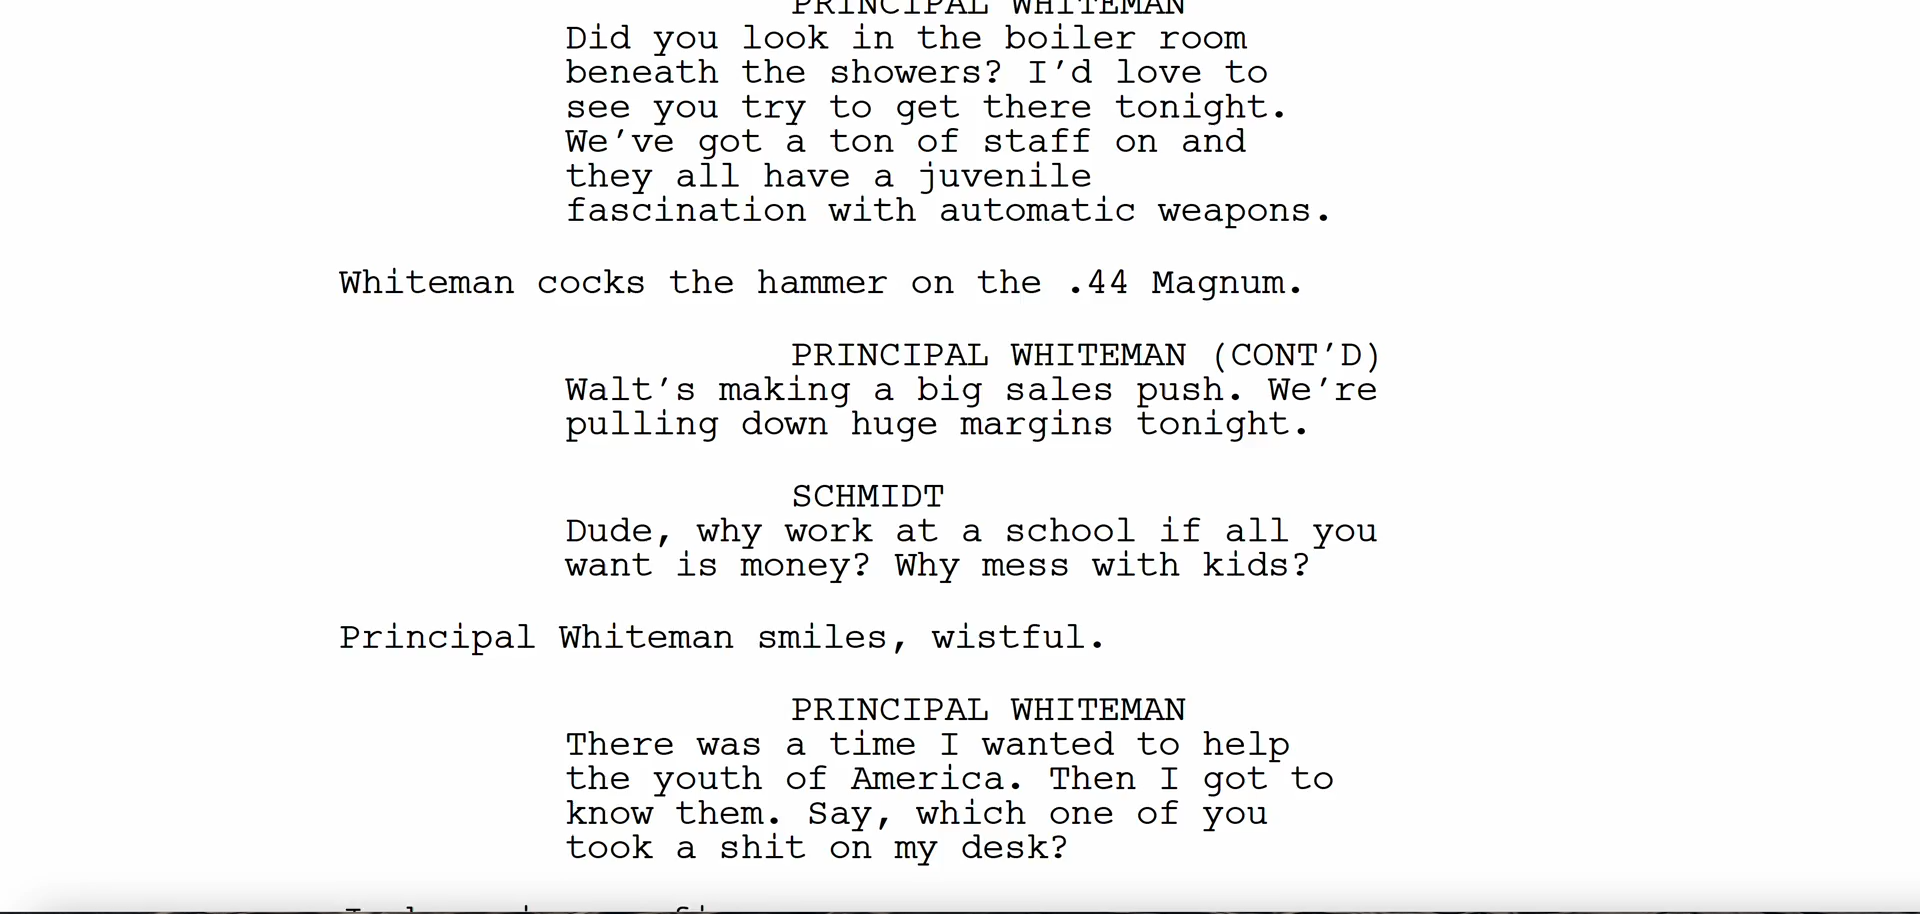 PRINCIPAL WHITEMAN
Did you look in the boiler room
beneath the showers? I’d love to
see you try to get there tonight.
We’ve got a ton of staff on and
they all have a juvenile
fascination with automatic weapons.
Whiteman cocks the hammer on the .44 Magnum.
PRINCIPAL WHITEMAN (CONT’D)
Walt’s making a big sales push. We’re
pulling down huge margins tonight.
SCHMIDT
Dude, why work at a school if all you
want is money? Why mess with kids?
Principal Whiteman smiles, wistful.
PRINCIPAL WHITEMAN
There was a time I wanted to help
the youth of America. Then I got to
know them. Say, which one of you
took a shit on my desk?